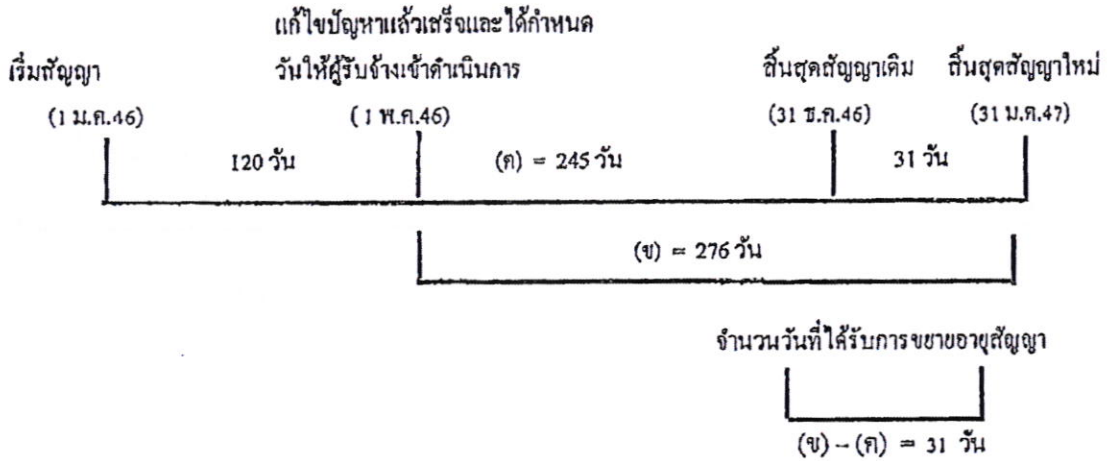 แก้ไขปัญหาแล้วเสร็จและได้กำหนด
เริ่มสัญญา วันให้ผู้รับจ้างเข้าดำเนินการ สิ้นสุดสัญญาเดิม สิ้นสุดสัญญาใหม่
(1 ม.ค.46) (1 พ.ค.46) (31 ธ.ค.46) (31 ม.ค.47)
120 วัน (ค) = 245 วัน 31 วัน
(ข) = 276 วัน
จำนวนวันที่ได้รับการขยายอายุสัญญา
(ข) – (ค) = 31 วัน